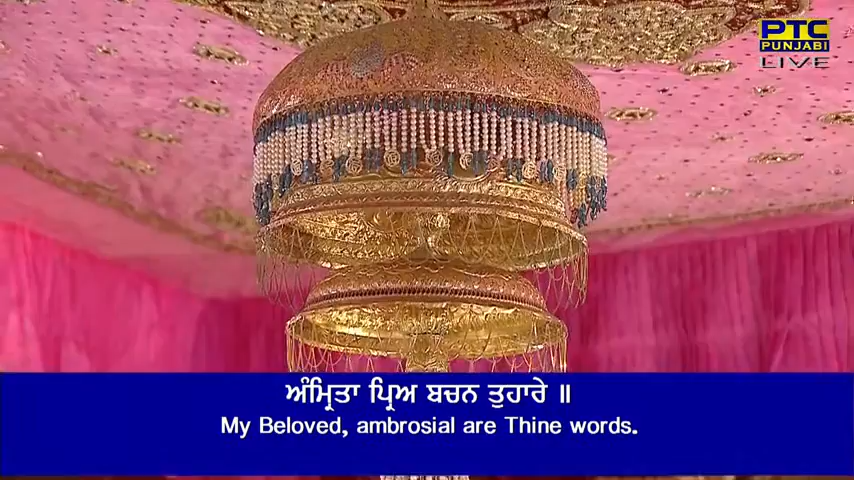 PTC
PUNJABI
LIVE
ਅੰਮ੍ਰਿਤਾ ਪ੍ਰਿਅ ਬਚਨ ਤੁਹਾਰੇ ॥
My Beloved, ambrosial are Thine words.